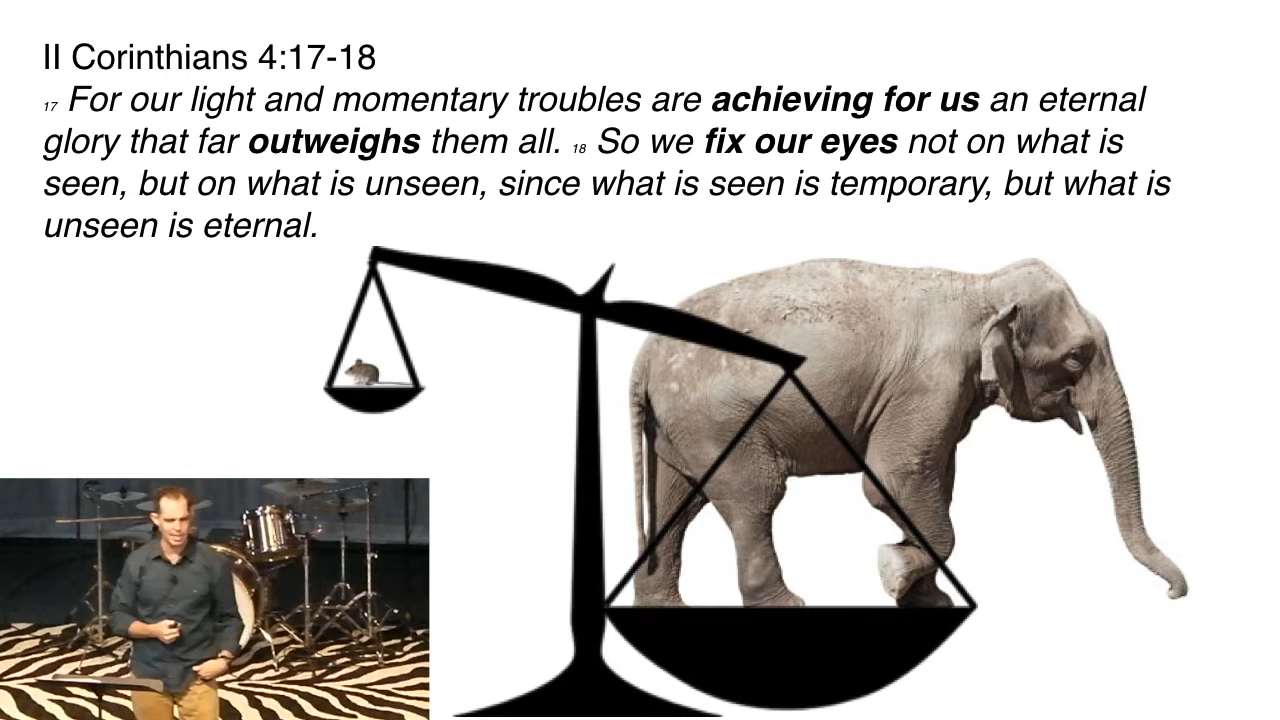 II Corinthians 4:17-18
17 For our light and momentary troubles are achieving for us an eternal
glory that far outweighs them all. 18 So we fix our eyes not on what is
seen, but on what is unseen, since what is seen is temporary, but what is
unseen is eternal.